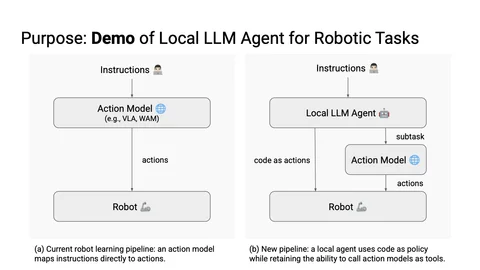 Purpose: Demo of Local LLM Agent for Robotic Tasks
Instructions
Action Model
(e.g., VLA, WAM)
actions
Robot
(a) Current robot learning pipeline: an action model
maps instructions directly to actions.
Instructions
Local LLM Agent
subtask
code as actions
Action Model
actions
Robot
(b) New pipeline: a local agent uses code as policy
while retaining the ability to call action models as tools.